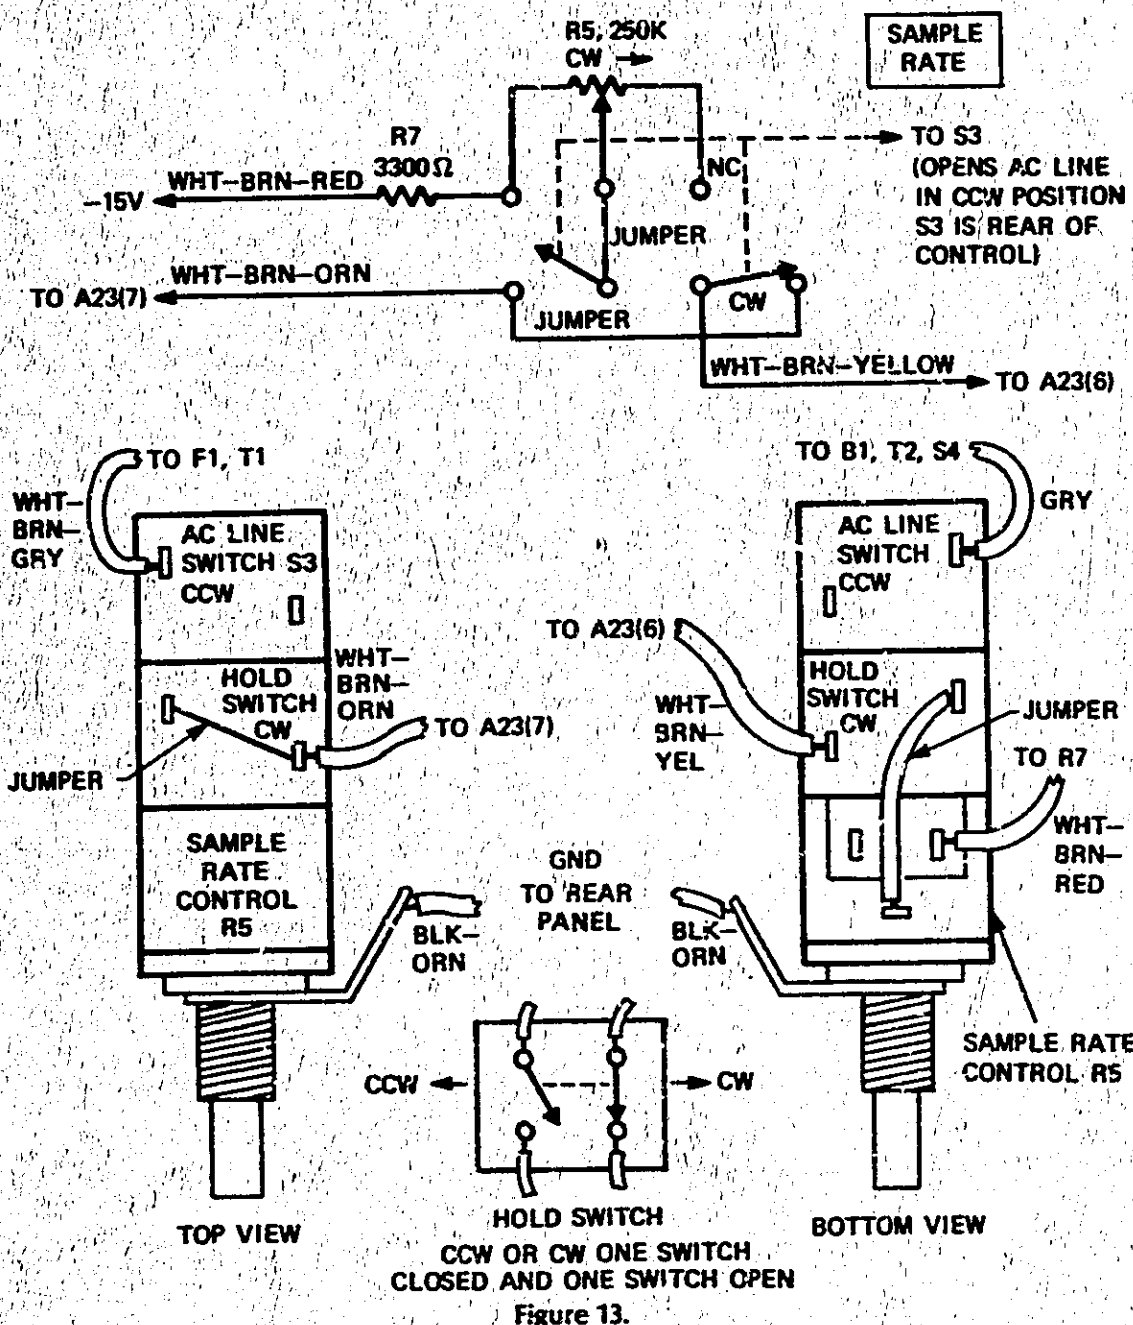 R5, 250K
CW
SAMPLE
RATE
R7
3300Ω
WHT-BRN-RED
-15V
NC
TO S3
(OPENS AC LINE
IN CCW POSITION
S3 IS REAR OF
CONTROL)
JUMPER
WHT-BRN-ORN
TO A23(7)
JUMPER
CW
WHT-BRN-YELLOW
TO A23(6)
TO F1, T1
WHT-
BRN-
GRY
AC LINE
SWITCH S3
CCW
HOLD
SWITCH
CW
WHT-
BRN-
ORN
TO A23(7)
JUMPER
SAMPLE
RATE
CONTROL
R5
BLK-
ORN
TOP VIEW
GND
TO REAR
PANEL
TO B1, T2, S4
GRY
AC LINE
SWITCH
CCW
TO A23(6)
WHT-
BRN-
YEL
HOLD
SWITCH
CW
JUMPER
TO R7
WHT-
BRN-
RED
BLK-
ORN
SAMPLE RATE
CONTROL R5
BOTTOM VIEW
CCW
CW
HOLD SWITCH
CCW OR CW ONE SWITCH
CLOSED AND ONE SWITCH OPEN
Figure 13.